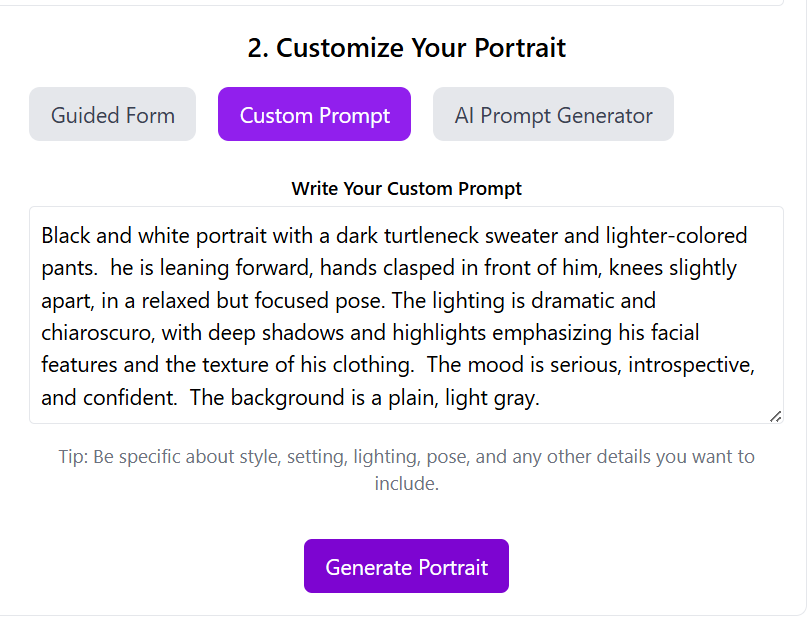 2. Customize Your Portrait
Guided Form
Custom Prompt
AI Prompt Generator
Write Your Custom Prompt
Black and white portrait with a dark turtleneck sweater and lighter-colored
pants.  he is leaning forward, hands clasped in front of him, knees slightly
apart, in a relaxed but focused pose. The lighting is dramatic and
chiaroscuro, with deep shadows and highlights emphasizing his facial
features and the texture of his clothing.  The mood is serious, introspective,
and confident.  The background is a plain, light gray.
Tip: Be specific about style, setting, lighting, pose, and any other details you want to
include.
Generate Portrait